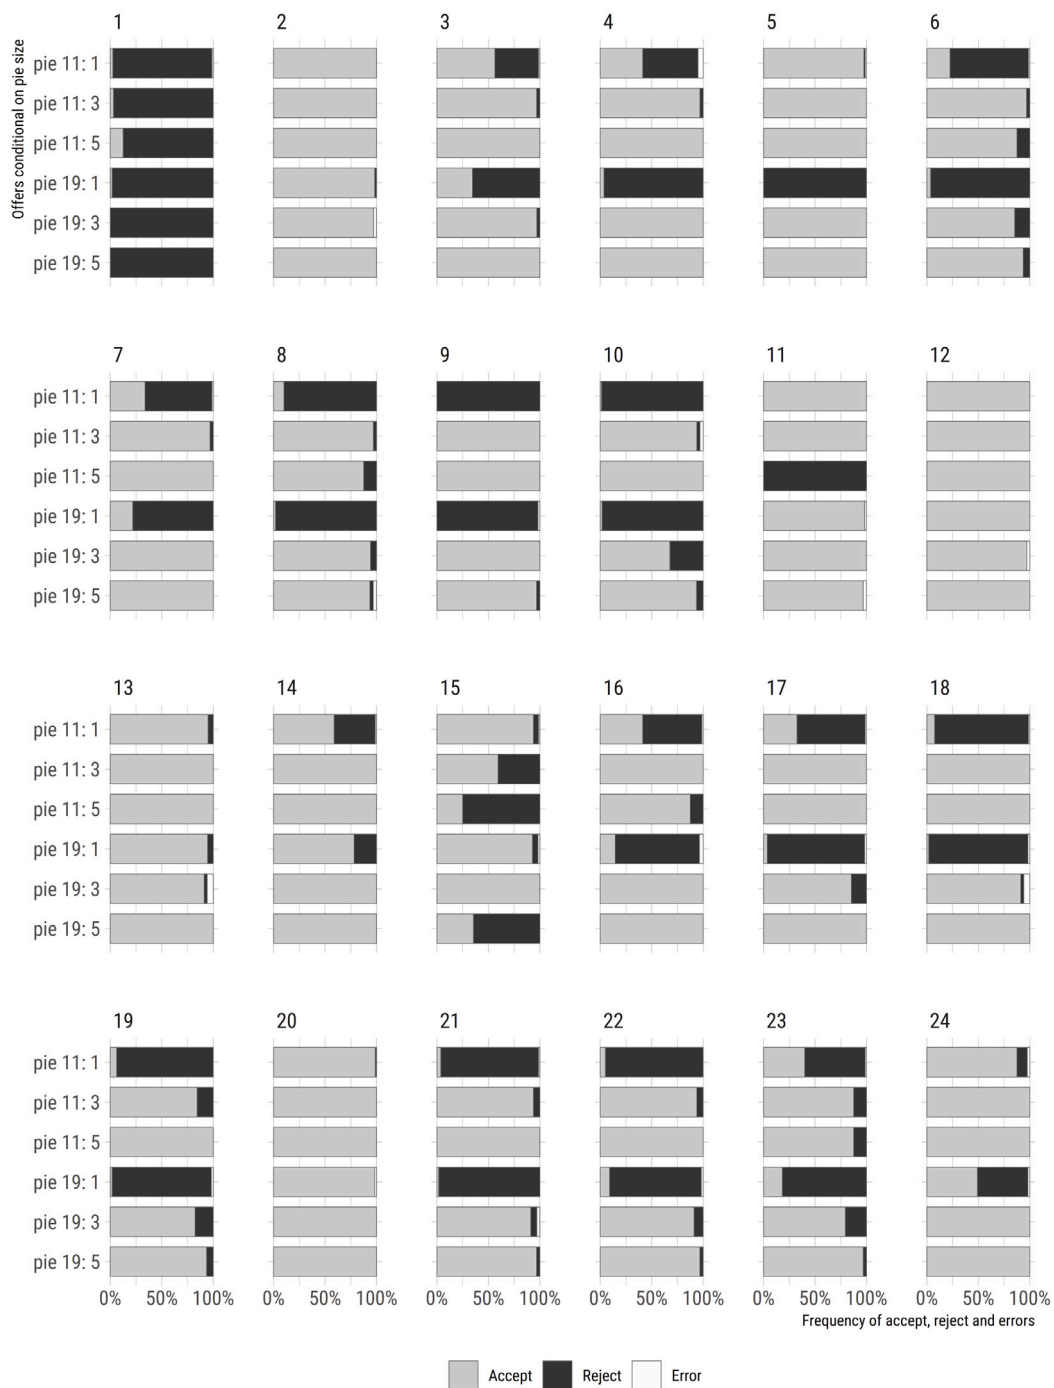 1 2 3 4 5 6
Offers conditional on pie size
pie 11: 1
pie 11: 3
pie 11: 5
pie 19: 1
pie 19: 3
pie 19: 5
7 8 9 10 11 12
pie 11: 1
pie 11: 3
pie 11: 5
pie 19: 1
pie 19: 3
pie 19: 5
13 14 15 16 17 18
pie 11: 1
pie 11: 3
pie 11: 5
pie 19: 1
pie 19: 3
pie 19: 5
19 20 21 22 23 24
pie 11: 1
pie 11: 3
pie 11: 5
pie 19: 1
pie 19: 3
pie 19: 5
0% 50% 100% 0% 50% 100% 0% 50% 100% 0% 50% 100% 0% 50% 100% 0% 50% 100%
Frequency of accept, reject and errors
Accept Reject Error